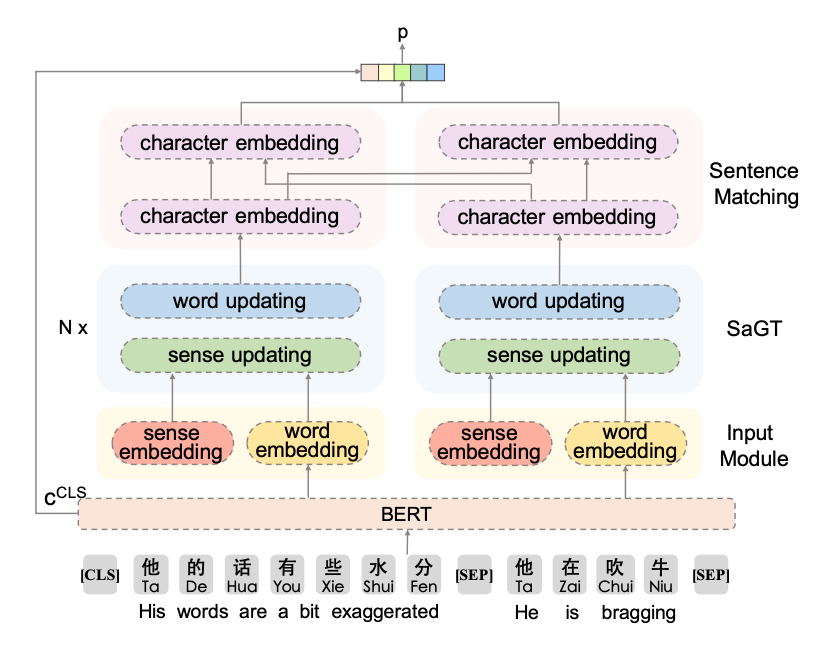 p
character embedding character embedding
Sentence
Matching
character embedding character embedding
word updating word updating
N x
SaGT
sense updating sense updating
sense
embedding
word
embedding
sense
embedding
word
embedding
Input
Module
cCLS
BERT
[CLS] 他 的 话 有 些 水 分 [SEP] 他 在 吹 牛 [SEP]
Ta De Hua You Xie Shui Fen Ta Zai Chui Niu
His words are a bit exaggerated He is bragging